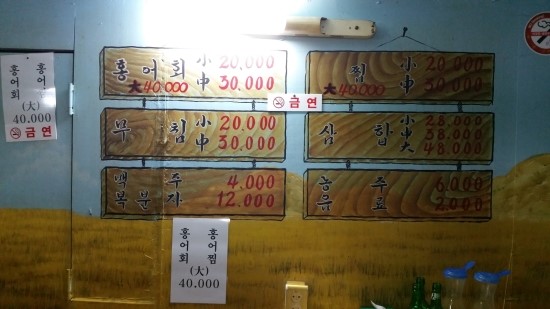 홍어회 小 20,000
大 40,000 中 30,000
찜 小 20,000
大 40,000 中 30,000
금연
무침 小 20,000
中 30,000
삼합 小 28,000
中 38,000
大 48,000
백 주 4,000
복분자 12,000
농주 6,000
음료 2,000
홍어회 홍어 (大)
40,000
금연
홍어회 홍어찜 (大)
40,000